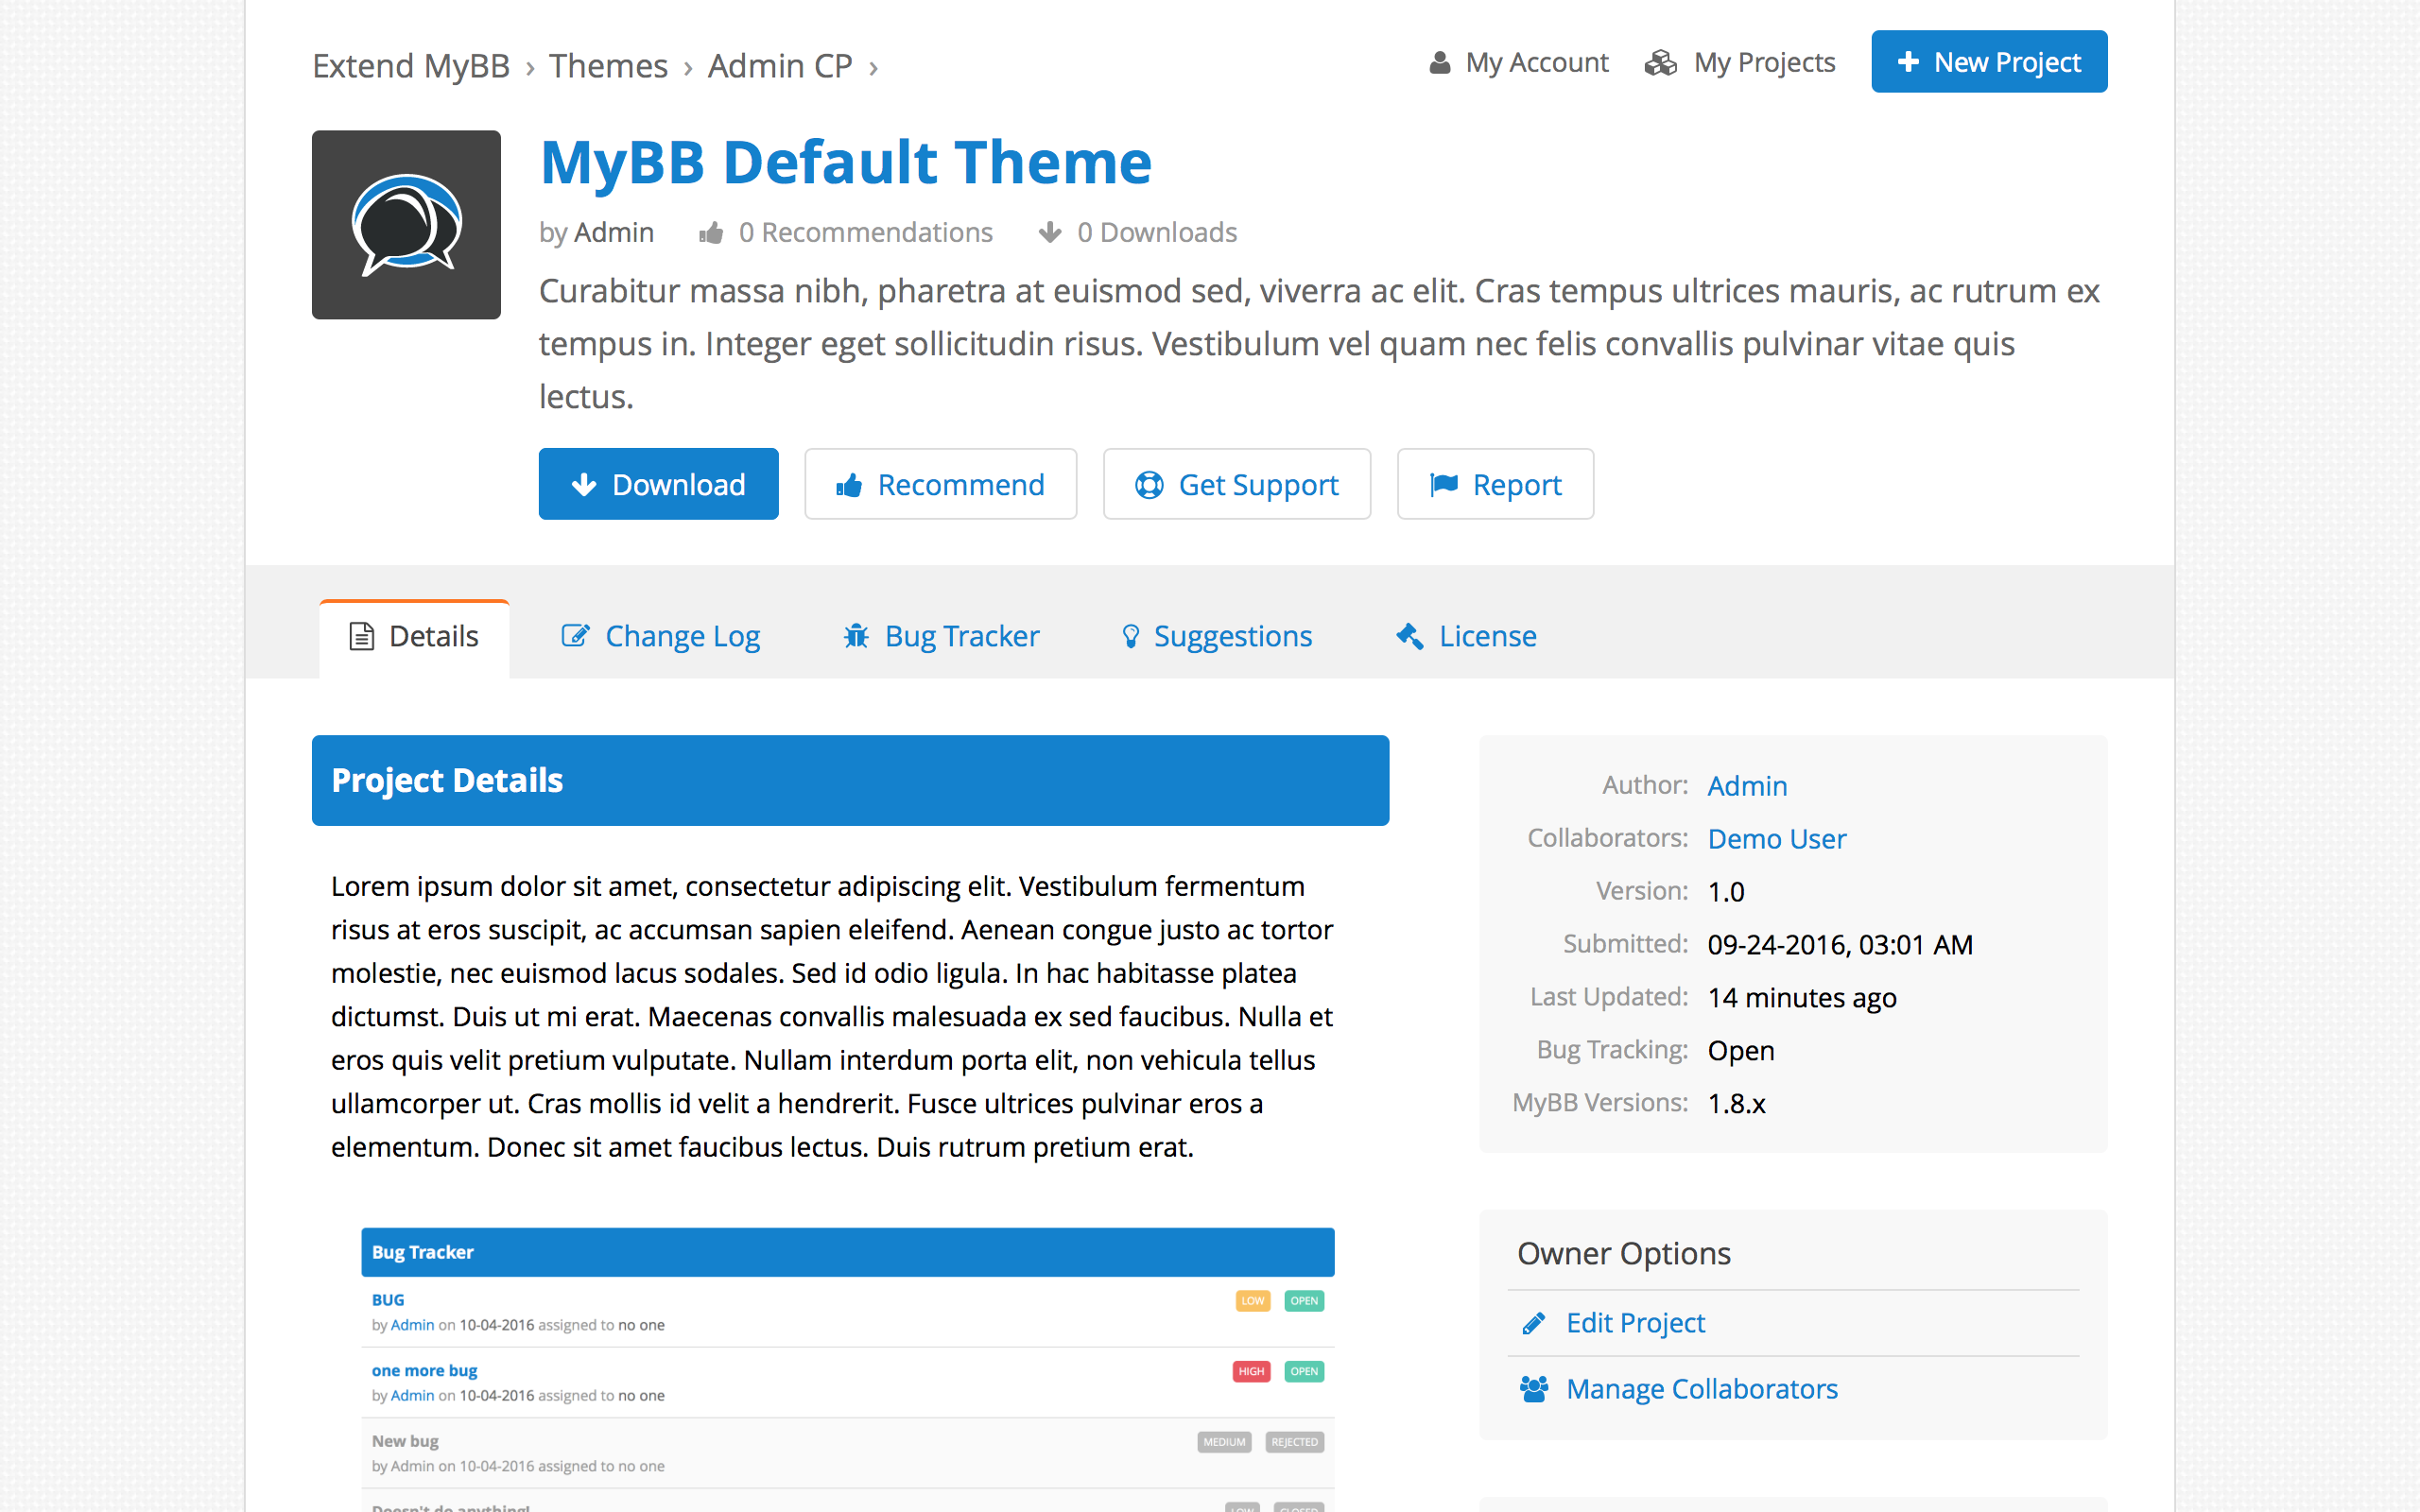 Extend MyBB › Themes › Admin CP ›
My Account My Projects New Project
MyBB Default Theme
by Admin 0 Recommendations 0 Downloads
Curabitur massa nibh, pharetra at euismod sed, viverra ac elit. Cras tempus ultrices mauris, ac rutrum ex
tempus in. Integer eget sollicitudin risus. Vestibulum vel quam nec felis convallis pulvinar vitae quis
lectus.
Download Recommend Get Support Report
Details Change Log Bug Tracker Suggestions License
Project Details
Lorem ipsum dolor sit amet, consectetur adipiscing elit. Vestibulum fermentum
risus at eros suscipit, ac accumsan sapien eleifend. Aenean congue justo ac tortor
molestie, nec euismod lacus sodales. Sed id odio ligula. In hac habitasse platea
dictumst. Duis ut mi erat. Maecenas convallis malesuada ex sed faucibus. Nulla et
eros quis velit pretium vulputate. Nullam interdum porta elit, non vehicula tellus
ullamcorper ut. Cras mollis id velit a hendrerit. Fusce ultrices pulvinar eros a
elementum. Donec sit amet faucibus lectus. Duis rutrum pretium erat.
Bug Tracker
BUG LOW OPEN
by Admin on 10-04-2016 assigned to no one
one more bug HIGH OPEN
by Admin on 10-04-2016 assigned to no one
New bug MEDIUM REJECTED
by Admin on 10-04-2016 assigned to no one
Doesn't do anything! LOW CLOSED
Author: Admin
Collaborators: Demo User
Version: 1.0
Submitted: 09-24-2016, 03:01 AM
Last Updated: 14 minutes ago
Bug Tracking: Open
MyBB Versions: 1.8.x
Owner Options
Edit Project
Manage Collaborators